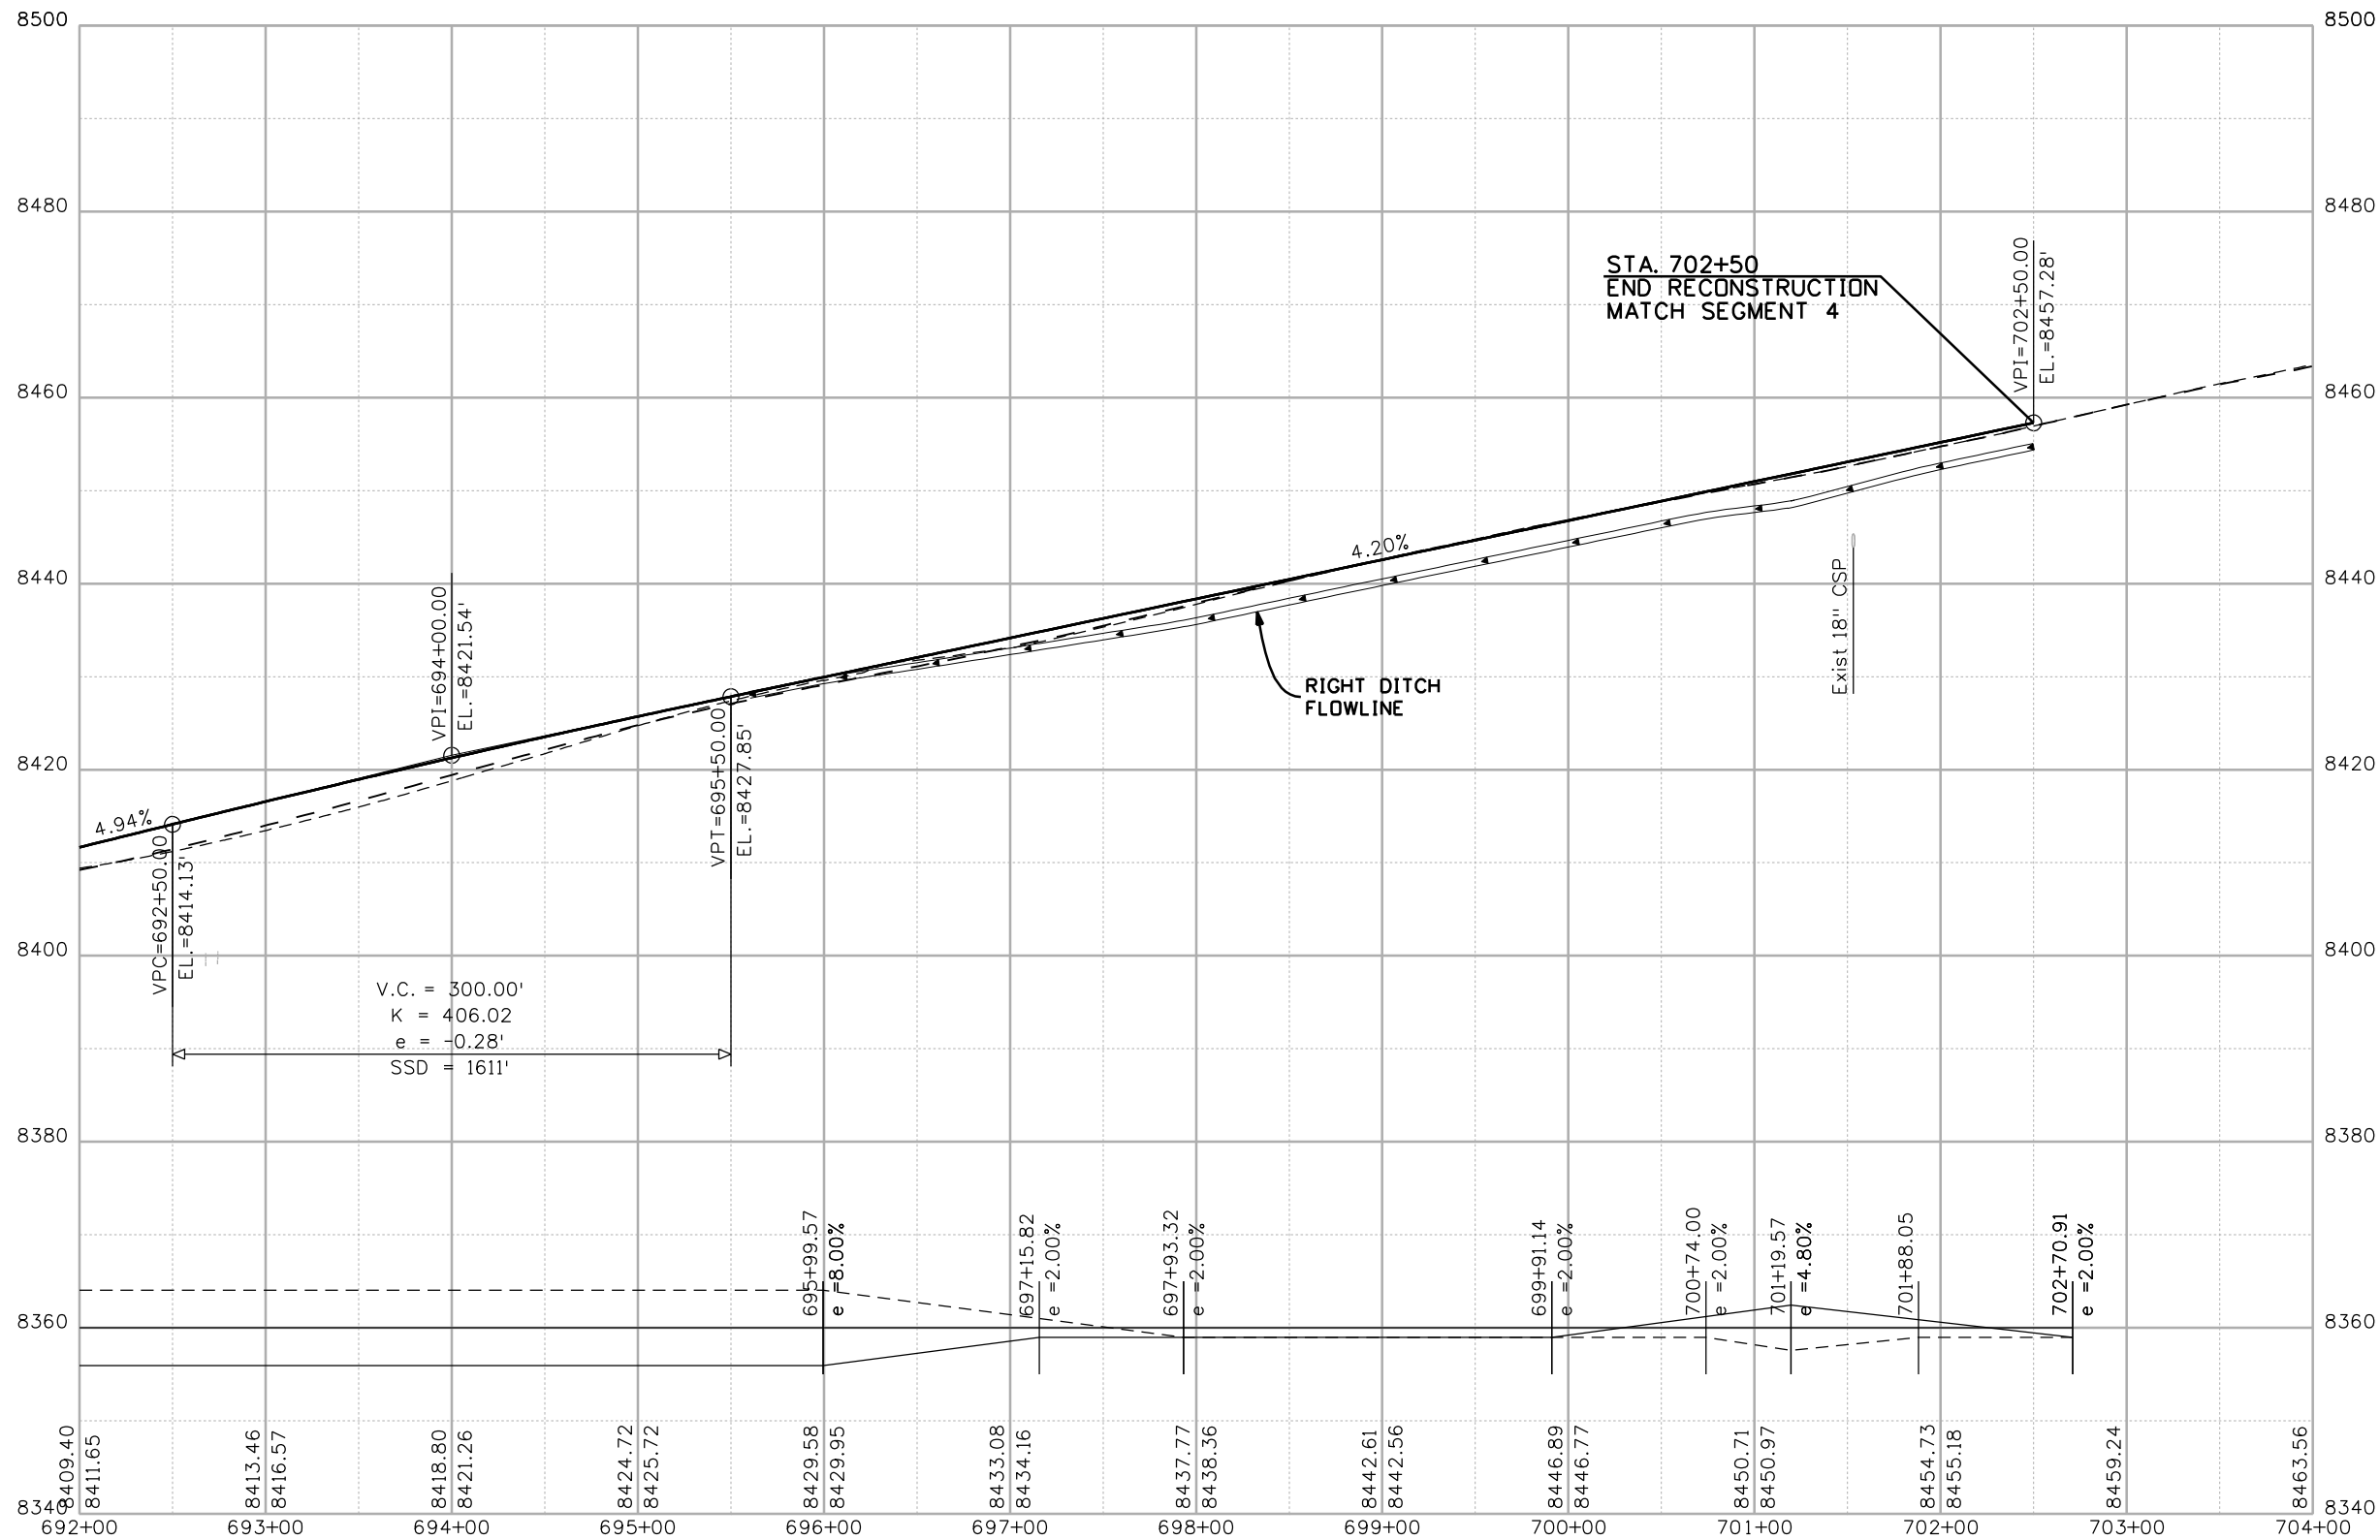 8500
8500
8480
8480
STA. 702+50
END RECONSTRUCTION
MATCH SEGMENT 4
VPI=702+50.00
EL.=8457.28'
8460
8460
4.20%
8440
8440
VPI=694+00.00
EL.=8421.54'
Exist 18" CSP
RIGHT DITCH
FLOWLINE
VPT=695+50.00
EL.=8427.85'
8420
8420
4.94%
VPC=692+50.00
EL.=8414.13'
8400
8400
V.C. = 300.00'
K = 406.02
e = -0.28'
SSD = 1611'
8380
8380
695+99.57
e =8.00%
697+15.82
e =2.00%
697+93.32
e =2.00%
699+91.14
e =2.00%
700+74.00
e =2.00%
701+19.57
e =4.80%
701+88.05
702+70.91
e =2.00%
8360
8360
8409.40
8411.65
8413.46
8416.57
8418.80
8421.26
8424.72
8425.72
8429.58
8429.95
8433.08
8434.16
8437.77
8438.36
8442.61
8442.56
8446.89
8446.77
8450.71
8450.97
8454.73
8455.18
8459.24
8463.56
8340
8340
692+00
693+00
694+00
695+00
696+00
697+00
698+00
699+00
700+00
701+00
702+00
703+00
704+00